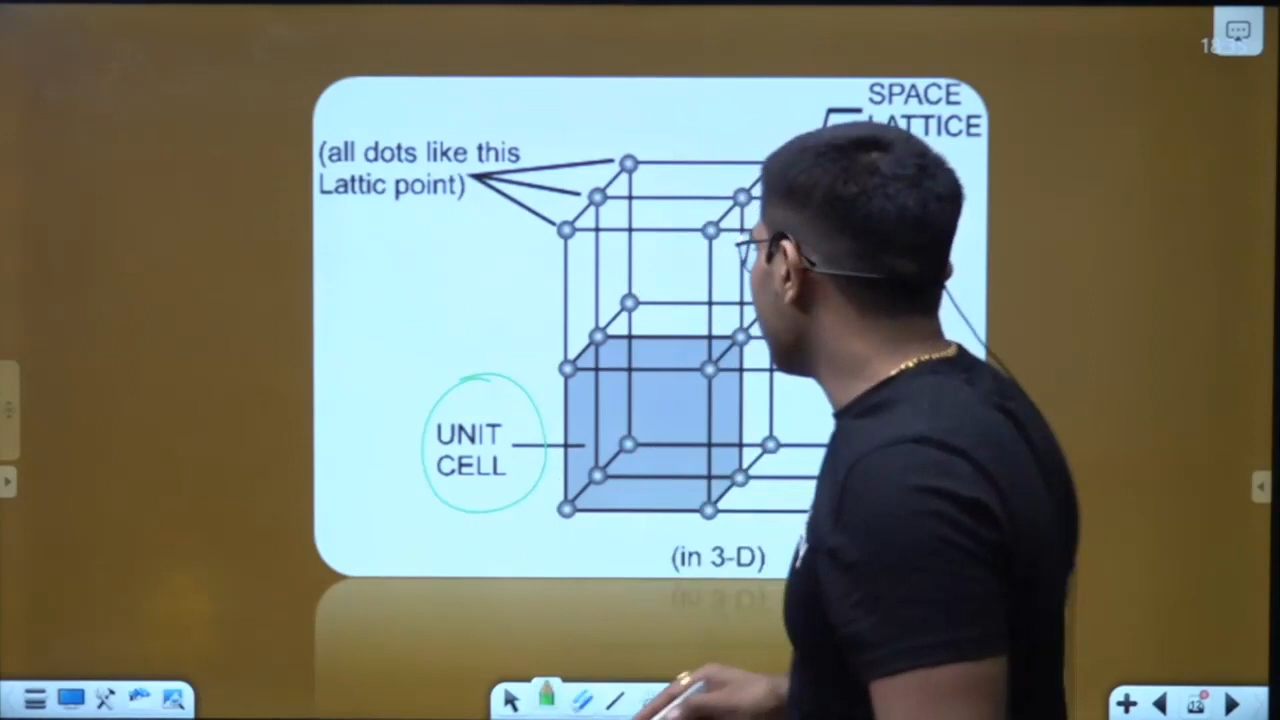 SPACE
LATTICE
(all dots like this
Lattic point)
UNIT
CELL
(in 3-D)